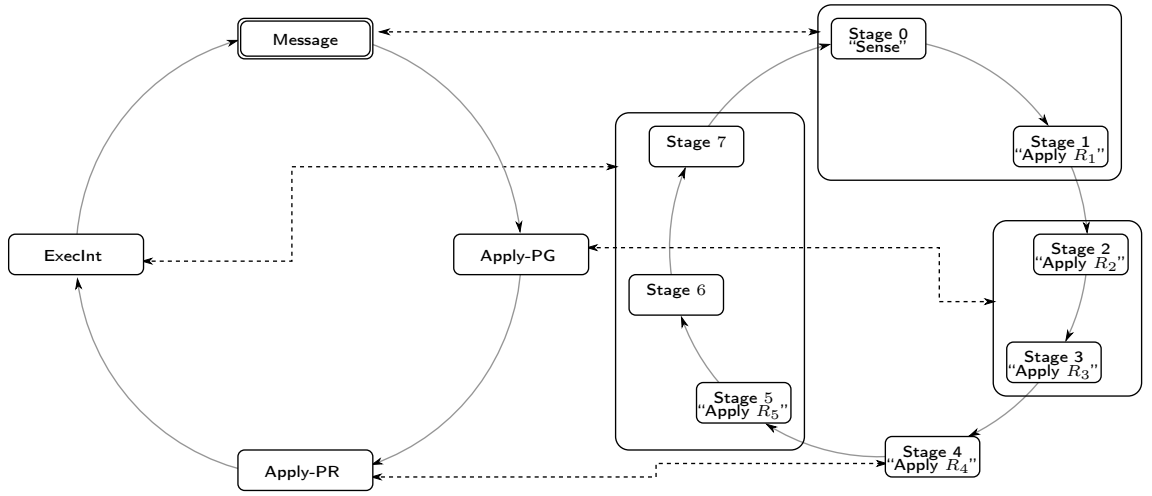 Message
Stage 0
“Sense”
Stage 7
Stage 1
“Apply R₁”
ExecInt
Apply-PG
Stage 2
“Apply R₂”
Stage 6
Stage 3
“Apply R₃”
Stage 5
“Apply R₅”
Apply-PR
Stage 4
“Apply R₄”